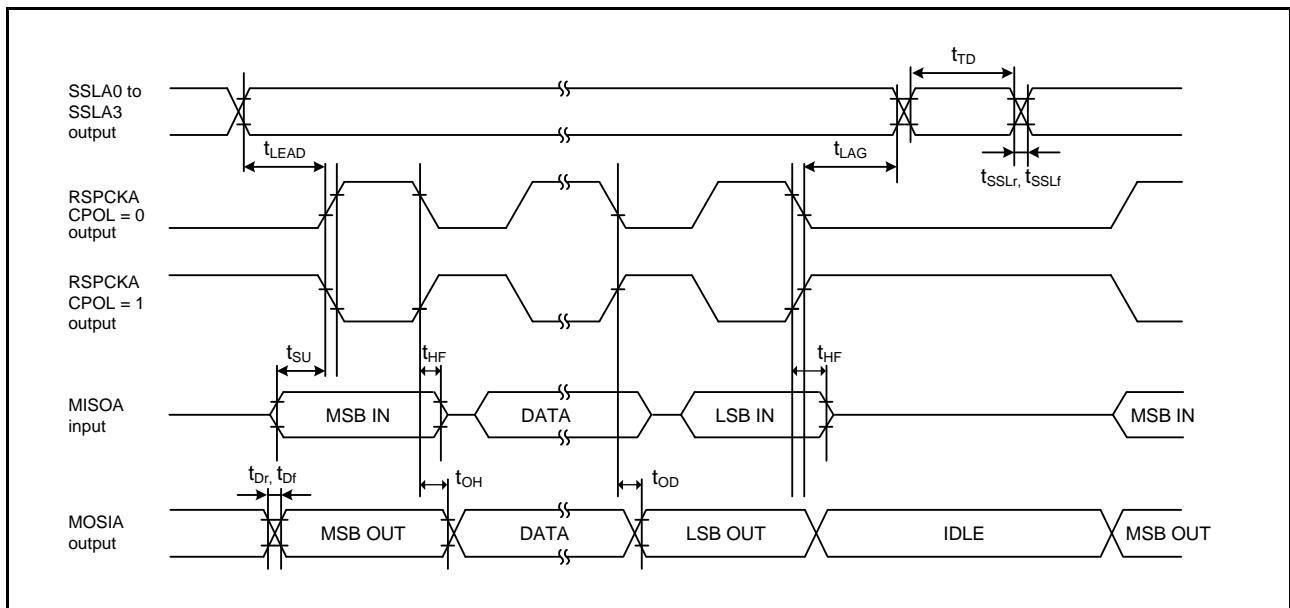 t_TD
SSLA0 to
SSLA3
output
t_LEAD
t_LAG
t_SSLr, t_SSLf
RSPCKA
CPOL = 0
output
RSPCKA
CPOL = 1
output
t_SU
t_HF
t_HF
MISOA
input
MSB IN
DATA
LSB IN
MSB IN
t_Dr, t_Df
t_OH
t_OD
MOSIA
output
MSB OUT
DATA
LSB OUT
IDLE
MSB OUT